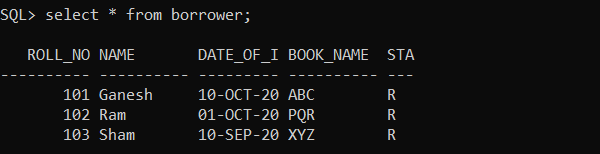 SQL> select * from borrower;
ROLL_NO NAME DATE_OF_I BOOK_NAME STA
---------- ---------- --------- ---------- ---
101 Ganesh 10-OCT-20 ABC R
102 Ram 01-OCT-20 PQR R
103 Sham 10-SEP-20 XYZ R